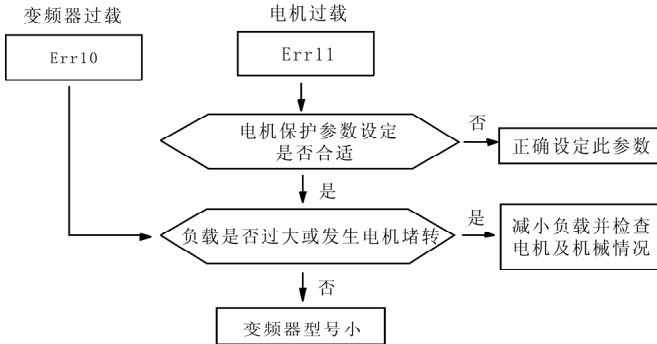 变频器过载
电机过载
Err10
Err11
电机保护参数设定
是否合适
否
正确设定此参数
是
负载是否过大或发生电机堵转
是
减小负载并检查
电机及机械情况
否
变频器型号小